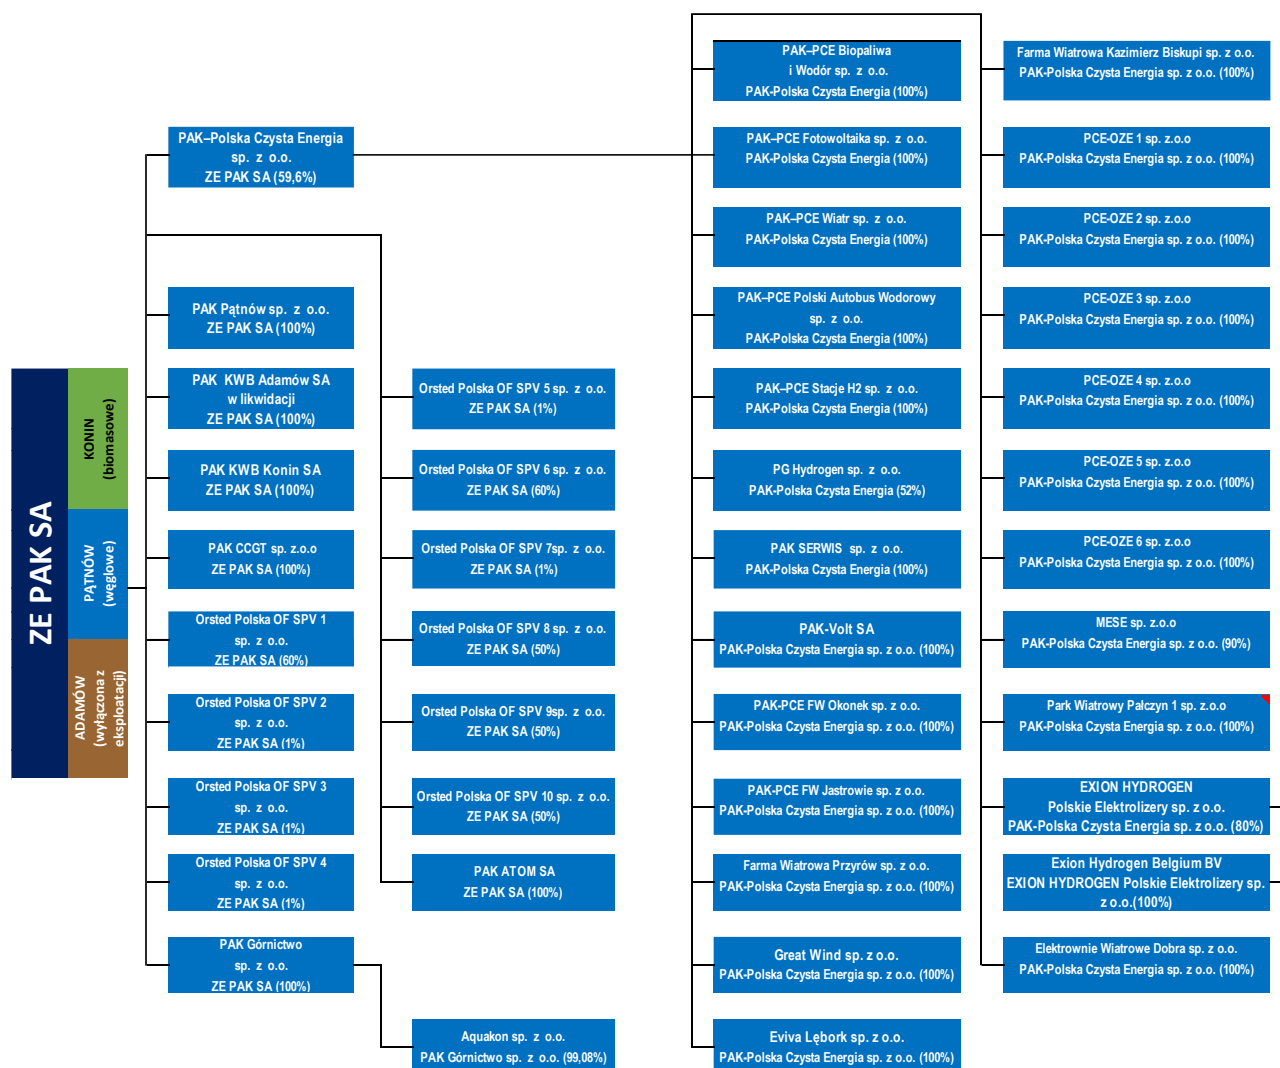 ZE PAK SA
KONIN
(biomasowe)
PĄTNÓW
(węglowe)
ADAMÓW
(wyłączona z
eksploatacji)
PAK–Polska Czysta Energia
sp. z o.o.
ZE PAK SA (59,6%)
PAK Pątnów sp. z o.o.
ZE PAK SA (100%)
PAK KWB Adamów SA
w likwidacji
ZE PAK SA (100%)
PAK KWB Konin SA
ZE PAK SA (100%)
PAK CCGT sp. z.o.o
ZE PAK SA (100%)
Orsted Polska OF SPV 1
sp. z o.o.
ZE PAK SA (60%)
Orsted Polska OF SPV 2
sp. z o.o.
ZE PAK SA (1%)
Orsted Polska OF SPV 3
sp. z o.o.
ZE PAK SA (1%)
Orsted Polska OF SPV 4
sp. z o.o.
ZE PAK SA (1%)
PAK Górnictwo
sp. z o.o.
ZE PAK SA (100%)
Orsted Polska OF SPV 5 sp. z o.o.
ZE PAK SA (1%)
Orsted Polska OF SPV 6 sp. z o.o.
ZE PAK SA (60%)
Orsted Polska OF SPV 7sp. z o.o.
ZE PAK SA (1%)
Orsted Polska OF SPV 8 sp. z o.o.
ZE PAK SA (50%)
Orsted Polska OF SPV 9sp. z o.o.
ZE PAK SA (50%)
Orsted Polska OF SPV 10 sp. z o.o.
ZE PAK SA (50%)
PAK ATOM SA
ZE PAK SA (100%)
Aquakon sp. z o.o.
PAK Górnictwo sp. z o.o. (99,08%)
PAK–PCE Biopaliwa
i Wodór sp. z o.o.
PAK-Polska Czysta Energia (100%)
PAK–PCE Fotowoltaika sp. z o.o.
PAK-Polska Czysta Energia (100%)
PAK–PCE Wiatr sp. z o.o.
PAK-Polska Czysta Energia (100%)
PAK–PCE Polski Autobus Wodorowy
sp. z o.o.
PAK-Polska Czysta Energia (100%)
PAK–PCE Stacje H2 sp. z o.o.
PAK-Polska Czysta Energia (100%)
PG Hydrogen sp. z o.o.
PAK-Polska Czysta Energia (52%)
PAK SERWIS sp. z o.o.
PAK-Polska Czysta Energia (100%)
PAK-Volt SA
PAK-Polska Czysta Energia sp. z o.o. (100%)
PAK-PCE FW Okonek sp. z o.o.
PAK-Polska Czysta Energia sp. z o.o. (100%)
PAK-PCE FW Jastrowie sp. z o.o.
PAK-Polska Czysta Energia sp. z o.o. (100%)
Farma Wiatrowa Przyrów sp. z o.o.
PAK-Polska Czysta Energia sp. z o.o. (100%)
Great Wind sp. z o.o.
PAK-Polska Czysta Energia sp. z o.o. (100%)
Eviva Lębork sp. z o.o.
PAK-Polska Czysta Energia sp. z o.o. (100%)
Farma Wiatrowa Kazimierz Biskupi sp. z o.o.
PAK-Polska Czysta Energia sp. z o.o. (100%)
PCE-OZE 1 sp. z.o.o
PAK-Polska Czysta Energia sp. z o.o. (100%)
PCE-OZE 2 sp. z.o.o
PAK-Polska Czysta Energia sp. z o.o. (100%)
PCE-OZE 3 sp. z.o.o
PAK-Polska Czysta Energia sp. z o.o. (100%)
PCE-OZE 4 sp. z.o.o
PAK-Polska Czysta Energia sp. z o.o. (100%)
PCE-OZE 5 sp. z.o.o
PAK-Polska Czysta Energia sp. z o.o. (100%)
PCE-OZE 6 sp. z.o.o
PAK-Polska Czysta Energia sp. z o.o. (100%)
MESE sp. z.o.o
PAK-Polska Czysta Energia sp. z o.o. (90%)
Park Wiatrowy Pałczyn 1 sp. z.o.o
PAK-Polska Czysta Energia sp. z o.o. (100%)
EXION HYDROGEN
Polskie Elektrolizery sp. z o.o.
PAK-Polska Czysta Energia sp. z o.o. (80%)
Exion Hydrogen Belgium BV
EXION HYDROGEN Polskie Elektrolizery sp.
z o.o.(100%)
Elektrownie Wiatrowe Dobra sp. z o.o.
PAK-Polska Czysta Energia sp. z o.o. (100%)